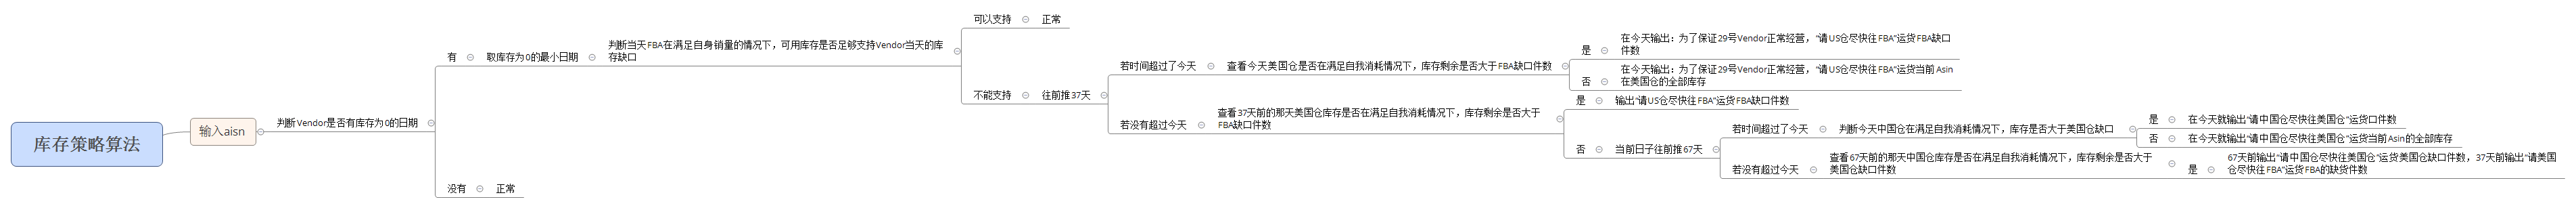 库存策略算法
输入aisn
判断Vendor是否有库存为0的日期
有
取库存为0的最小日期
判断当天FBA在满足自身销量的情况下，可用库存是否足够支持Vendor当天的库
存缺口
可以支持
正常
不能支持
往前推37天
若时间超过了今天
查看今天美国仓是否在满足自我消耗情况下，库存剩余是否大于FBA缺口件数
是
在今天输出：为了保证29号Vendor正常经营，“请US仓尽快往FBA”运货FBA缺口
件数
否
在今天输出：为了保证29号Vendor正常经营，“请US仓尽快往FBA”运货当前Asin
在美国仓的全部库存
若没有超过今天
查看37天前的那天美国仓库存是否在满足自我消耗情况下，库存剩余是否大于
FBA缺口件数
是
输出“请US仓尽快往FBA”运货FBA缺口件数
否
当前日子往前推67天
若时间超过了今天
判断今天中国仓在满足自我消耗情况下，库存是否大于美国仓缺口
是
在今天就输出“请中国仓尽快往美国仓”运货口件数
否
在今天就输出“请中国仓尽快往美国仓”运货当前Asin的全部库存
若没有超过今天
查看67天前的那天中国仓库存是否在满足自我消耗情况下，库存剩余是否大于
美国仓缺口件数
是
67天前输出“请中国仓尽快往美国仓”运货美国仓缺口件数，37天前输出“请美国
仓尽快往FBA”运货FBA的缺货件数
没有
正常